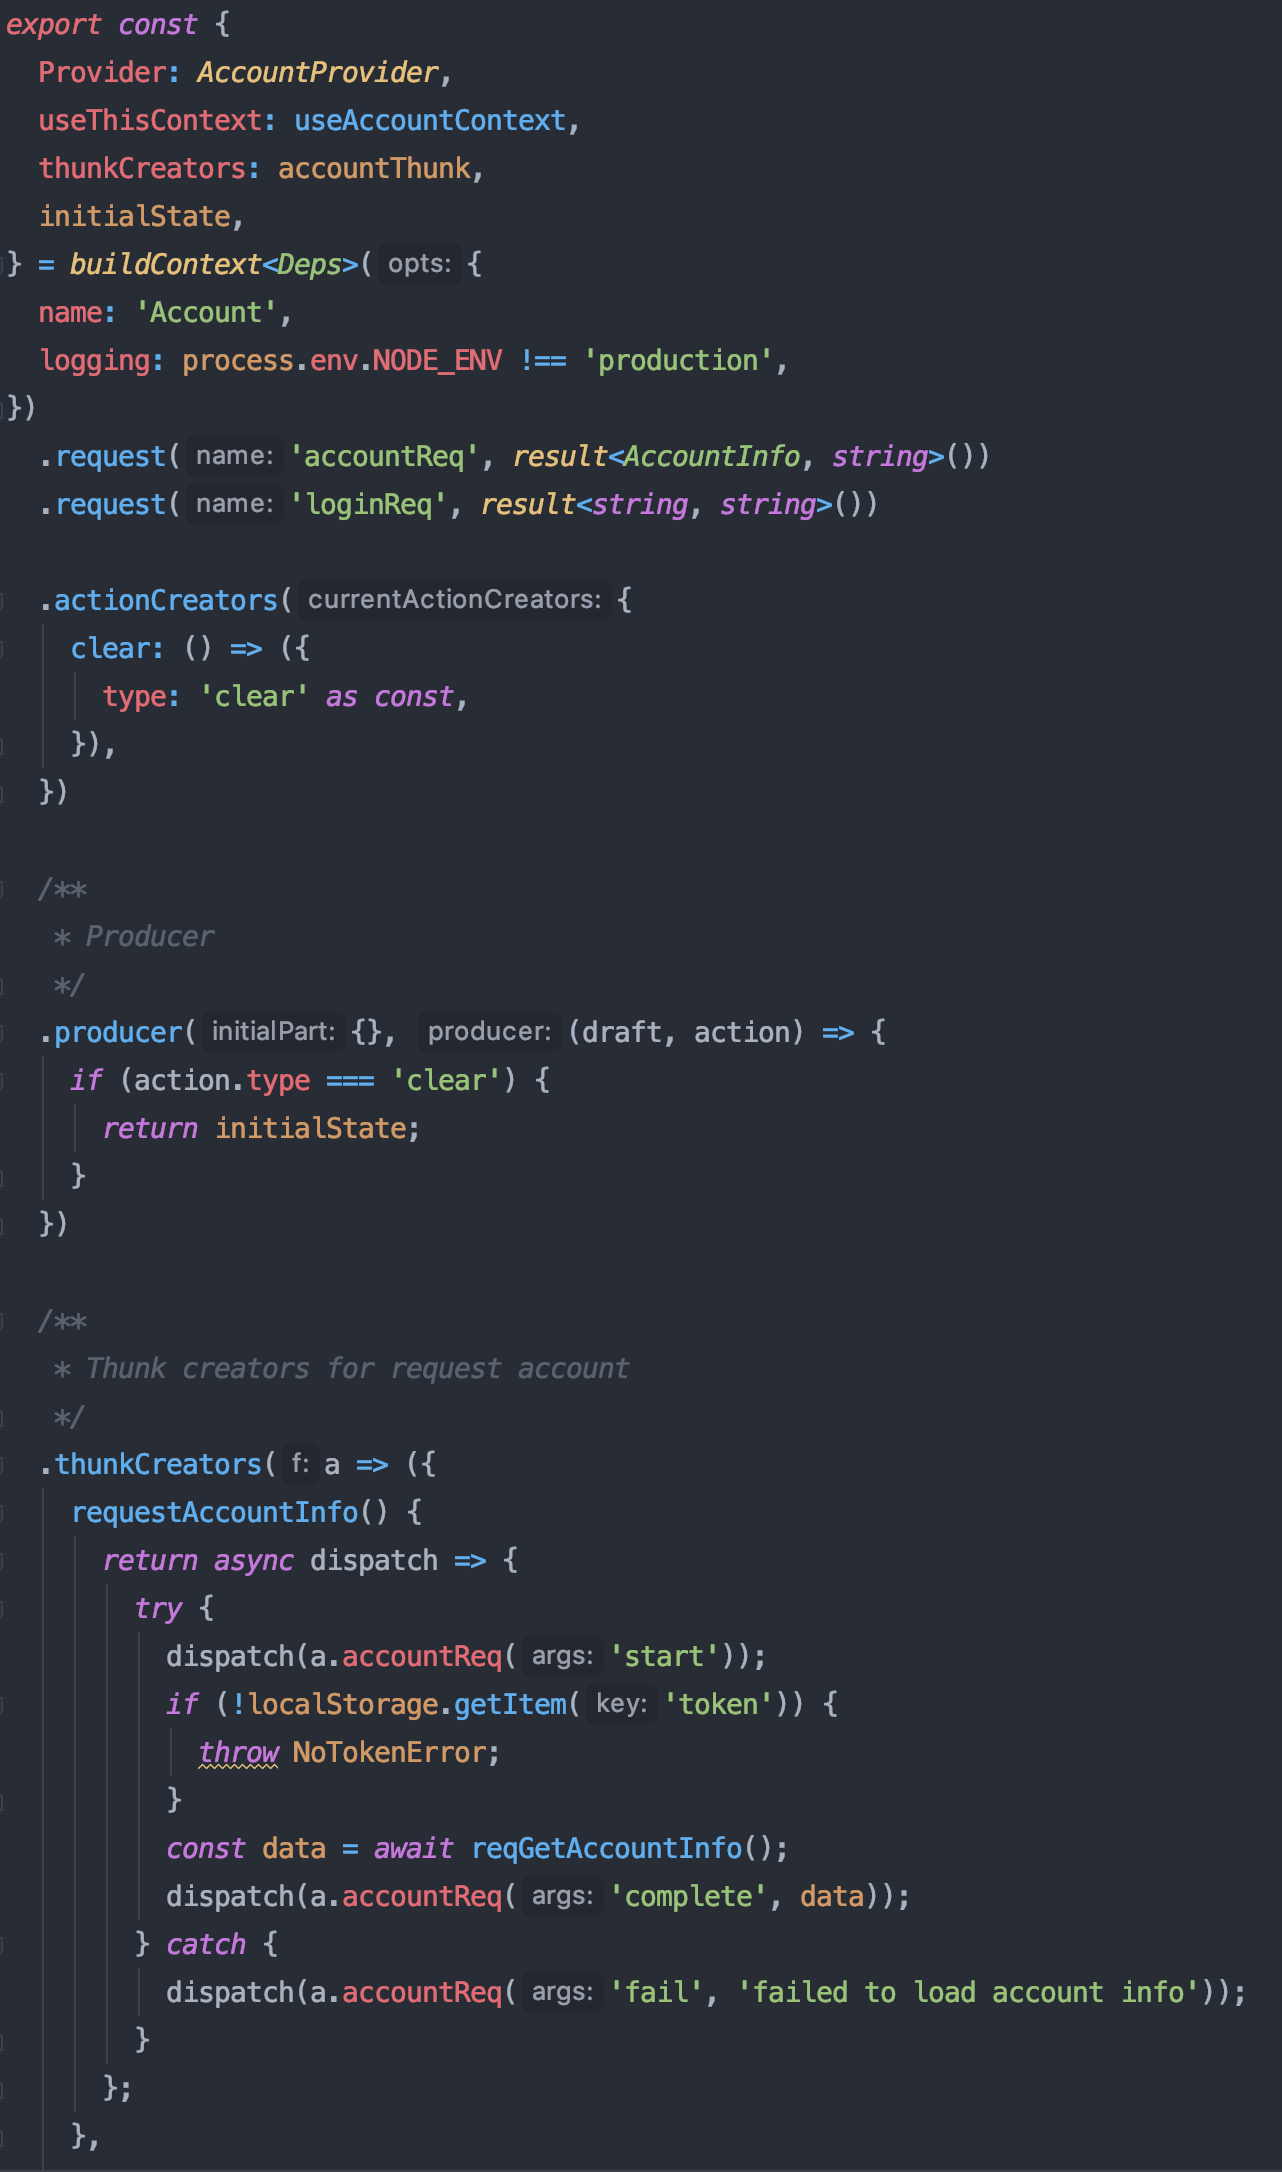 export const {
  Provider: AccountProvider,
  useThisContext: useAccountContext,
  thunkCreators: accountThunk,
  initialState,
} = buildContext<Deps>( opts: {
  name: 'Account',
  logging: process.env.NODE_ENV !== 'production',
})
  .request( name: 'accountReq', result<AccountInfo, string>())
  .request( name: 'loginReq', result<string, string>())

  .actionCreators( currentActionCreators: {
    clear: () => ({
      type: 'clear' as const,
    }),
  })

  /**
   * Producer
   */
  .producer( initialPart: {}, producer: (draft, action) => {
    if (action.type === 'clear') {
      return initialState;
    }
  })

  /**
   * Thunk creators for request account
   */
  .thunkCreators( f: a => ({
    requestAccountInfo() {
      return async dispatch => {
        try {
          dispatch(a.accountReq( args: 'start'));
          if (!localStorage.getItem( key: 'token')) {
            throw NoTokenError;
          }
          const data = await reqGetAccountInfo();
          dispatch(a.accountReq( args: 'complete', data));
        } catch {
          dispatch(a.accountReq( args: 'fail', 'failed to load account info'));
        }
      };
    },